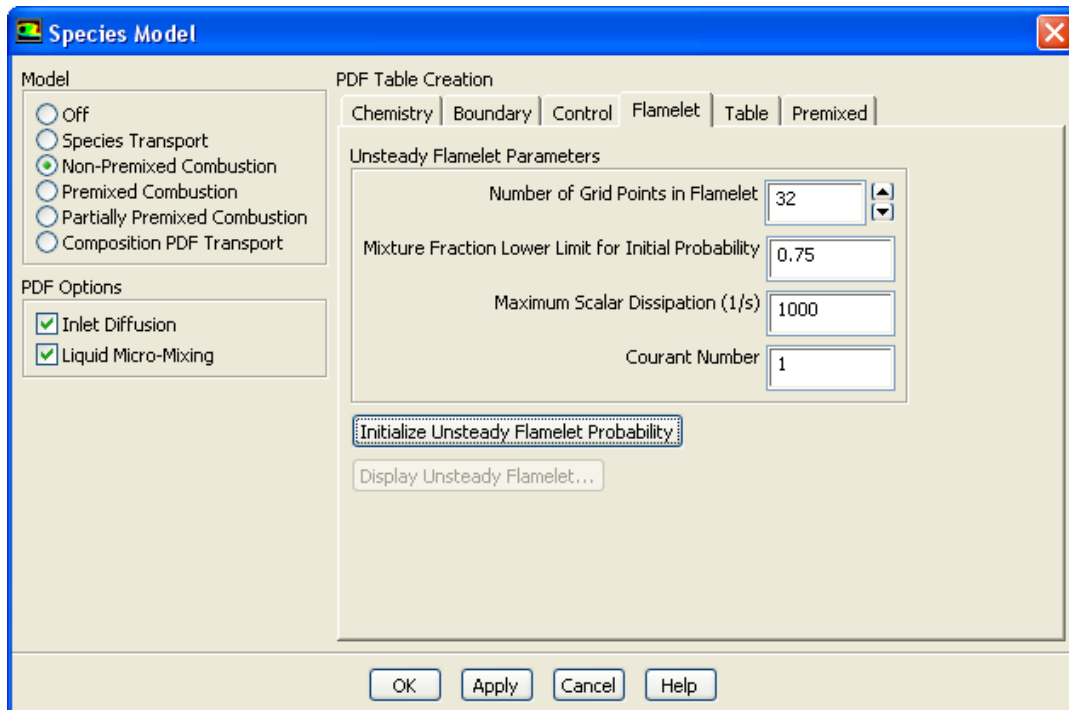 Species Model
Model
Off
Species Transport
Non-Premixed Combustion
Premixed Combustion
Partially Premixed Combustion
Composition PDF Transport
PDF Options
Inlet Diffusion
Liquid Micro-Mixing
PDF Table Creation
Chemistry Boundary Control Flamelet Table Premixed
Unsteady Flamelet Parameters
Number of Grid Points in Flamelet 32
Mixture Fraction Lower Limit for Initial Probability 0.75
Maximum Scalar Dissipation (1/s) 1000
Courant Number 1
Initialize Unsteady Flamelet Probability
Display Unsteady Flamelet...
OK Apply Cancel Help